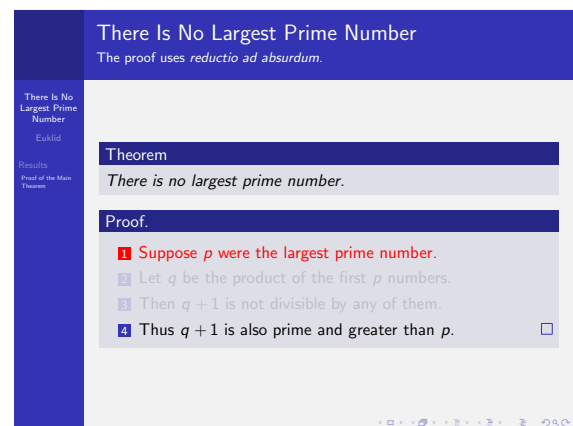 There Is No Largest Prime Number
The proof uses reductio ad absurdum.
There Is No
Largest Prime
Number
Euklid
Results
Proof of the Main
Theorem
Theorem
There is no largest prime number.
Proof.
1 Suppose p were the largest prime number.
2 Let q be the product of the first p numbers.
3 Then q + 1 is not divisible by any of them.
4 Thus q + 1 is also prime and greater than p. □